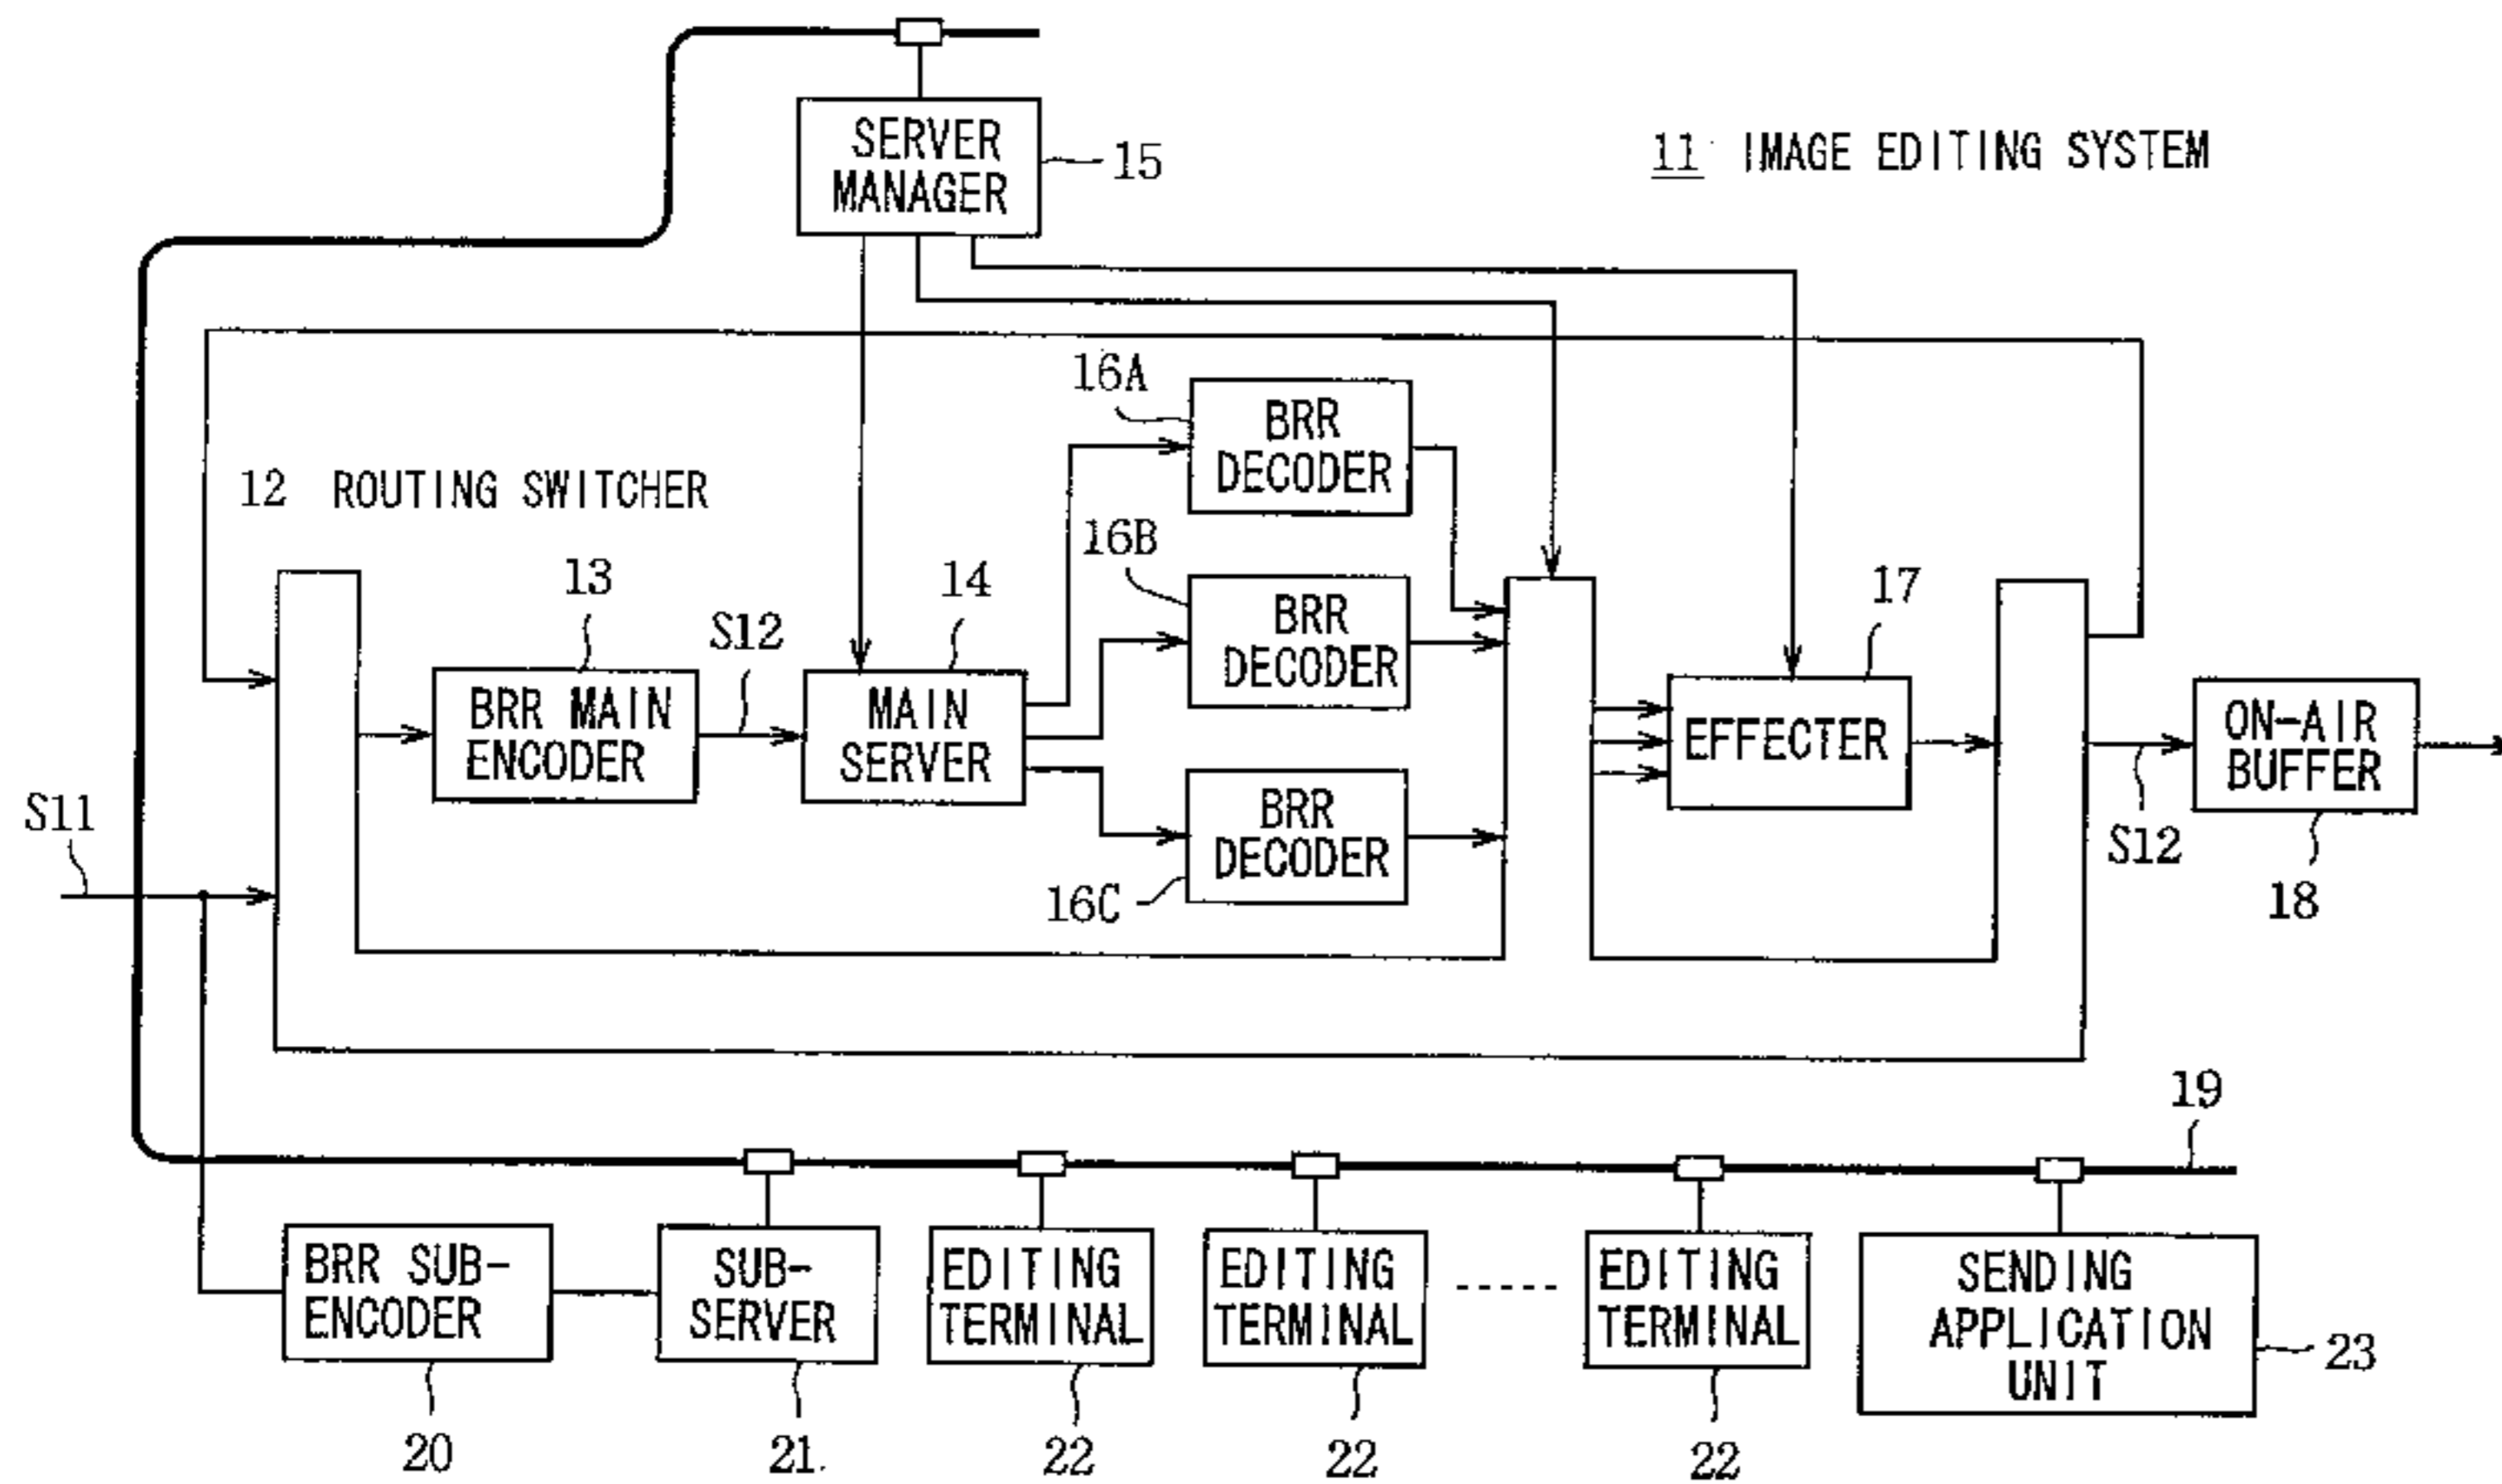 SERVER
MANAGER
15
11 IMAGE EDITING SYSTEM
16A
BRR
DECODER
12 ROUTING SWITCHER
16B
13
S12
14
BRR
DECODER
17
BRR MAIN
ENCODER
MAIN
SERVER
EFFECTER
ON-AIR
BUFFER
S11
BRR
DECODER
S12
16C
18
19
BRR SUB-
ENCODER
SUB-
SERVER
EDITING
TERMINAL
EDITING
TERMINAL
-----
EDITING
TERMINAL
SENDING
APPLICATION
UNIT
23
20
21
22
22
22